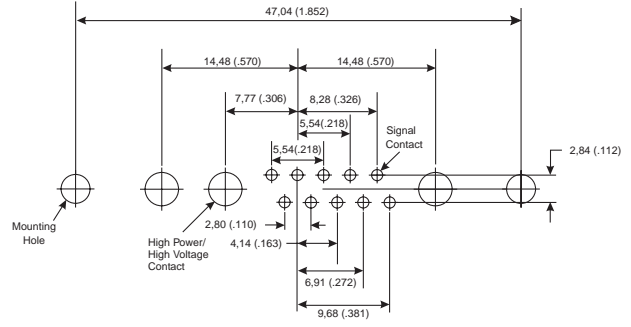 47,04 (1.852)
14,48 (.570)
14,48 (.570)
7,77 (.306)
8,28 (.326)
5,54(.218)
5,54(.218)
Signal
Contact
2,84 (.112)
Mounting
Hole
2,80 (.110)
High Power/
High Voltage
Contact
4,14 (.163)
6,91 (.272)
9,68 (.381)